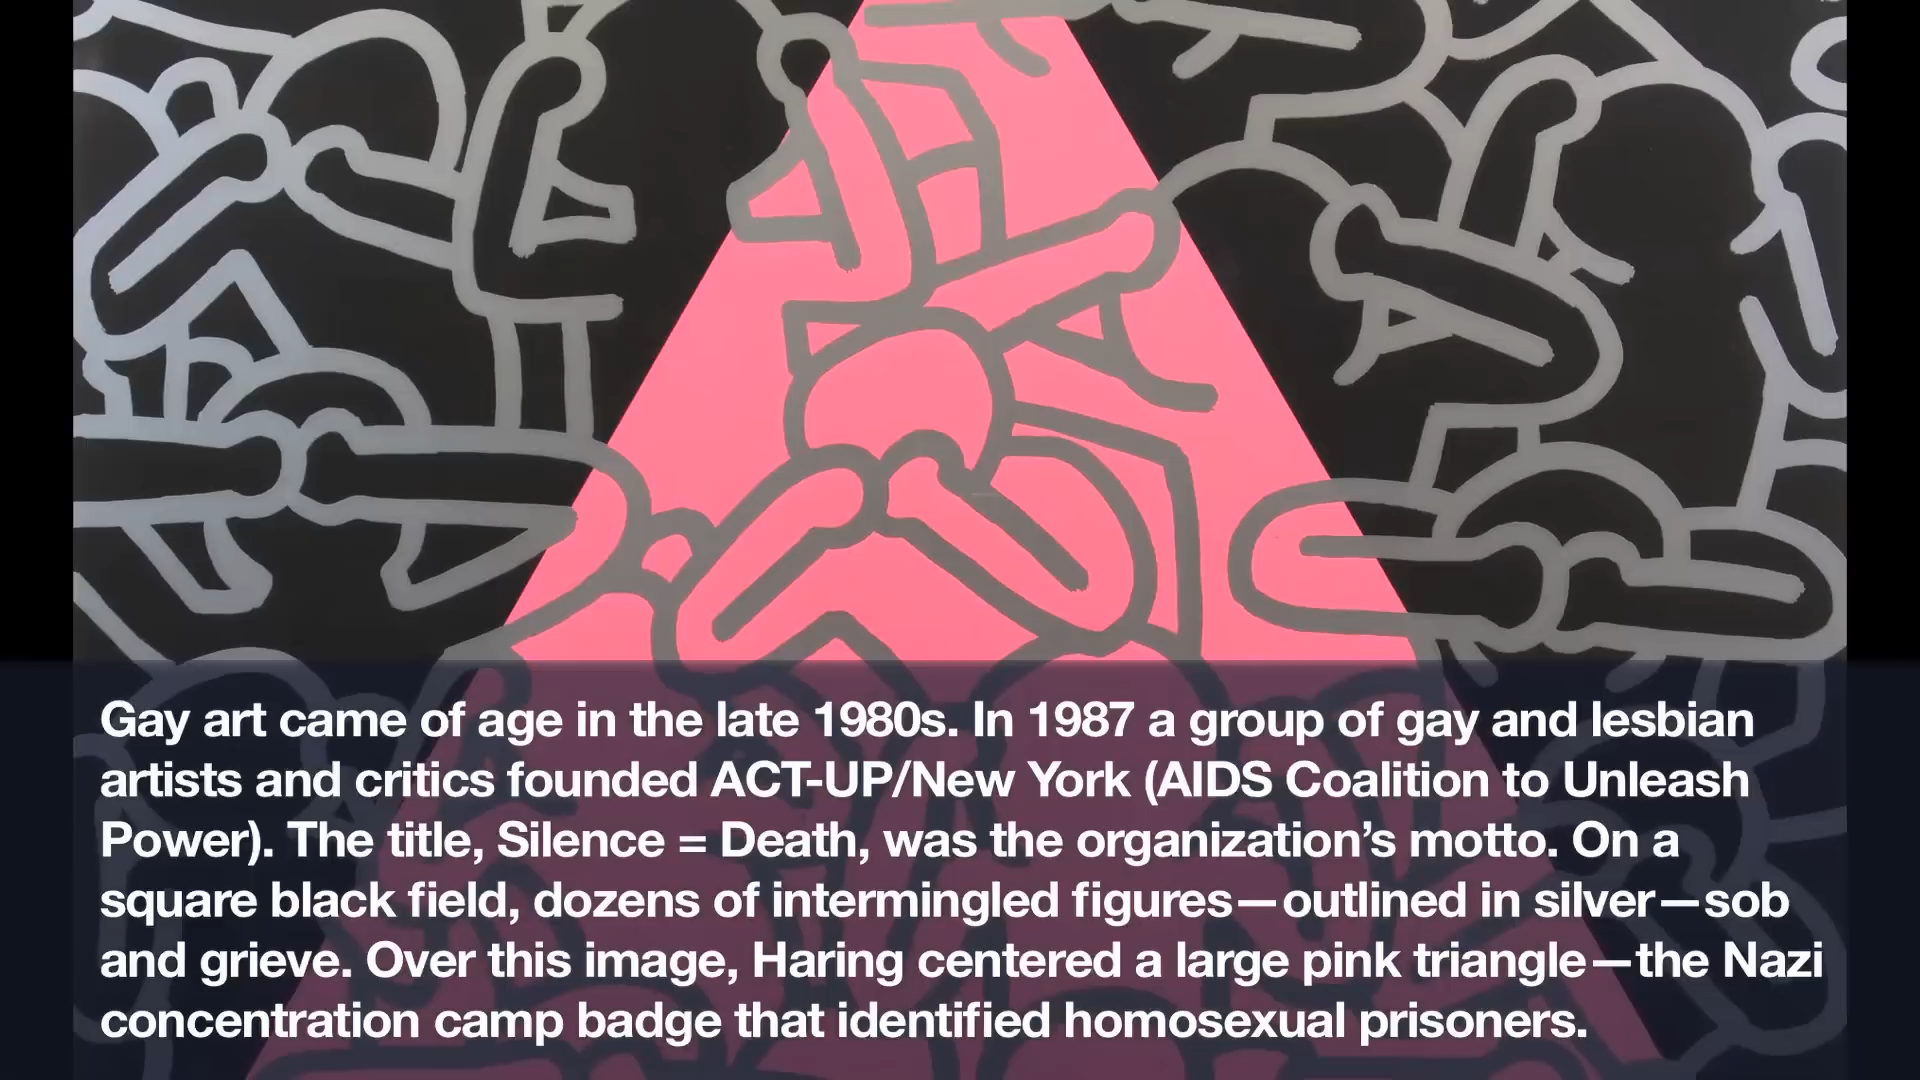 Gay art came of age in the late 1980s. In 1987 a group of gay and lesbian
artists and critics founded ACT-UP/New York (AIDS Coalition to Unleash
Power). The title, Silence = Death, was the organization’s motto. On a
square black field, dozens of intermingled figures—outlined in silver—sob
and grieve. Over this image, Haring centered a large pink triangle—the Nazi
concentration camp badge that identified homosexual prisoners.